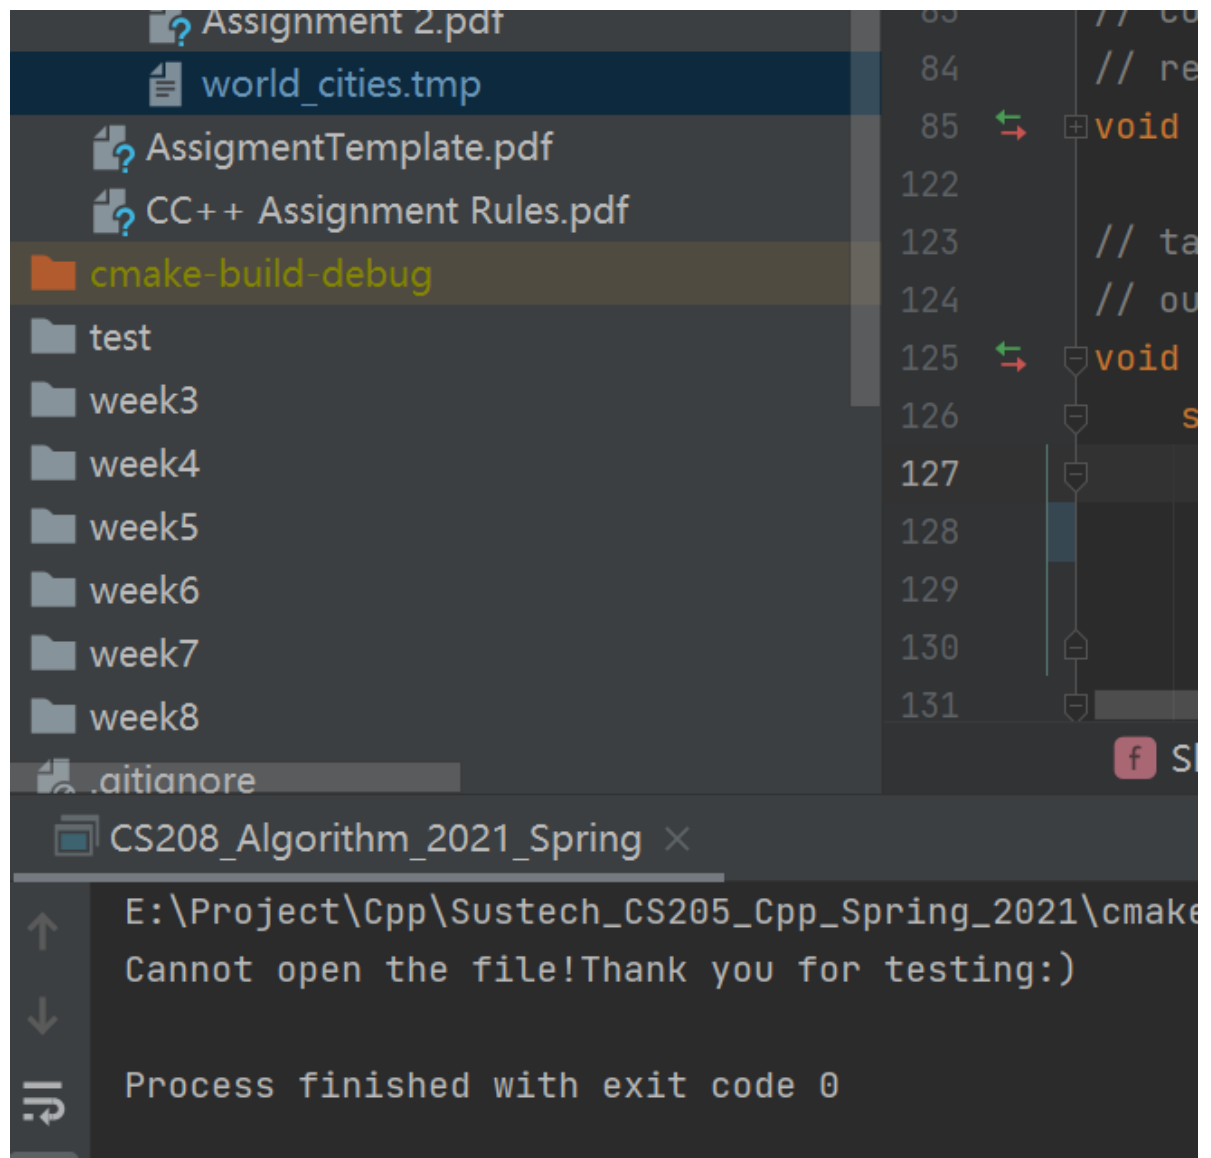 Assignment 2.pdf
world_cities.tmp
AssigmentTemplate.pdf
CC++ Assignment Rules.pdf
cmake-build-debug
test
week3
week4
week5
week6
week7
week8
.gitignore
83 // co
84 // re
85 void
122
123 // ta
124 // ou
125 void
126 s
127
128
129
130
131
f
CS208_Algorithm_2021_Spring
E:\Project\Cpp\Sustech_CS205_Cpp_Spring_2021\cmake
Cannot open the file!Thank you for testing:)
Process finished with exit code 0